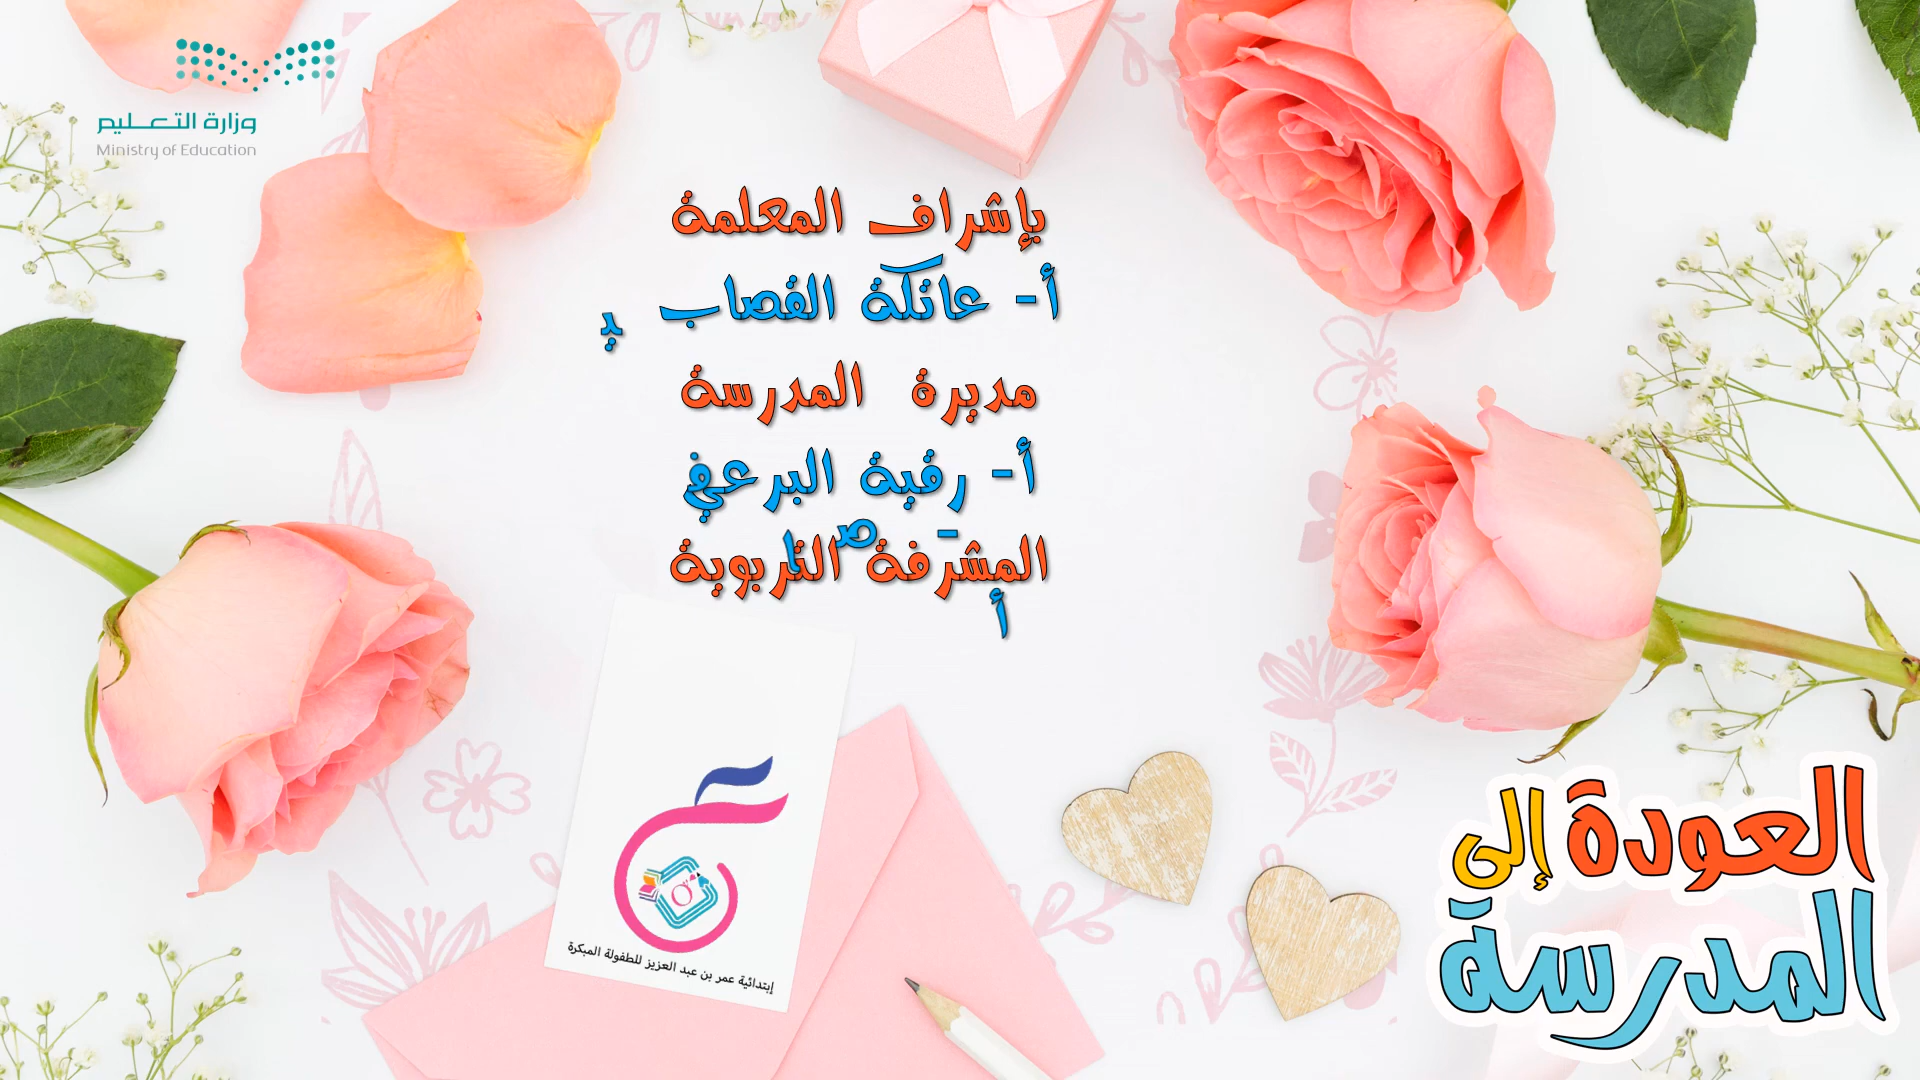 وزارة التعليم
Ministry of Education
بإشراف المعلمة
أ- عاتكة القصاب
مديرة المدرسة
أ- رقية البرعي
المشرفة التربوية
أ
إبتدائية عمر بن عبد العزيز للطفولة المبكرة
العودة إلى
المدرسة